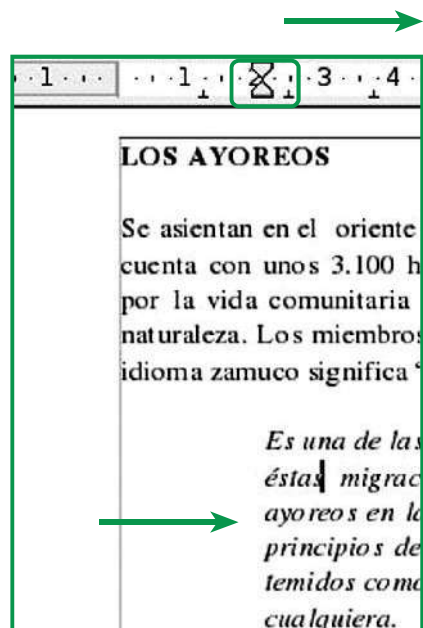 1 1 3 4
LOS AYOREOS
Se asientan en el oriente
cuenta con unos 3.100 h
por la vida comunitaria
naturaleza. Los miembros
idioma zamuco significa “
Es una de las
éstas migrac
ayoreos en la
principios de
temidos como
cualquiera.